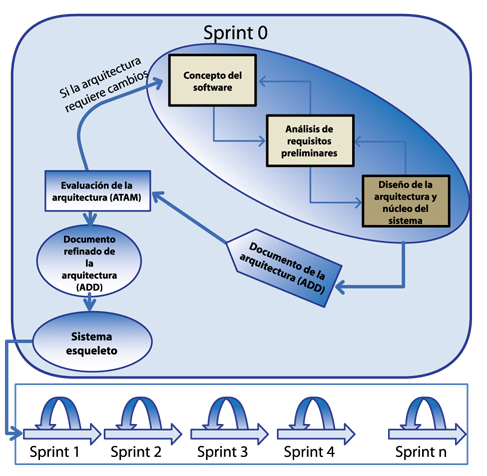 Sprint 0
Si la arquitectura
requiere cambios
Concepto del
software
Análisis de
requisitos
preliminares
Diseño de la
arquitectura y
núcleo del
sistema
Evaluación de la
arquitectura (ATAM)
Documento de la
arquitectura (ADD)
Documento
refinado de
la
arquitectura
(ADD)
Sistema
esqueleto
Sprint 1
Sprint 2
Sprint 3
Sprint 4
Sprint n